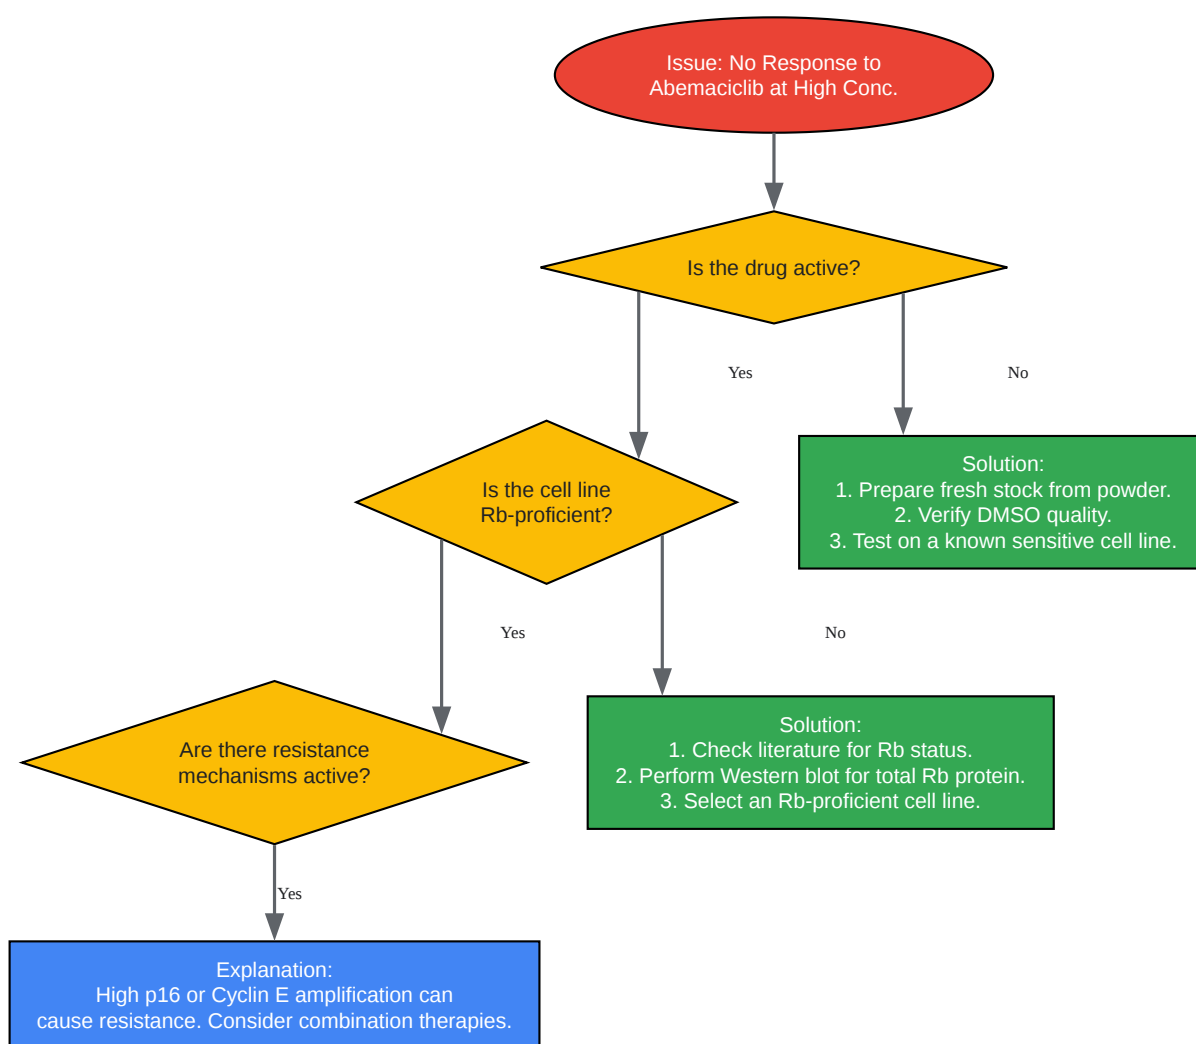 Issue: No Response to
Abemaciclib at High Conc.
Is the drug active?
Yes
No
Is the cell line
Rb-proficient?
Solution:
1. Prepare fresh stock from powder.
2. Verify DMSO quality.
3. Test on a known sensitive cell line.
Yes
No
Are there resistance
mechanisms active?
Solution:
1. Check literature for Rb status.
2. Perform Western blot for total Rb protein.
3. Select an Rb-proficient cell line.
Yes
Explanation:
High p16 or Cyclin E amplification can
cause resistance. Consider combination therapies.